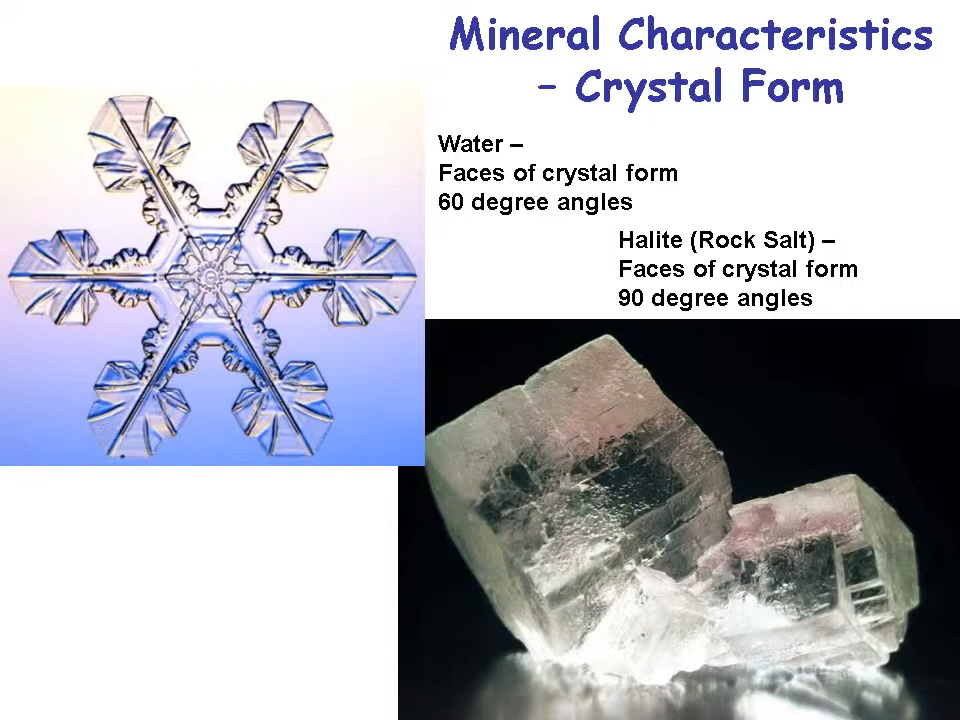 Mineral Characteristics
– Crystal Form
Water –
Faces of crystal form
60 degree angles
Halite (Rock Salt) –
Faces of crystal form
90 degree angles